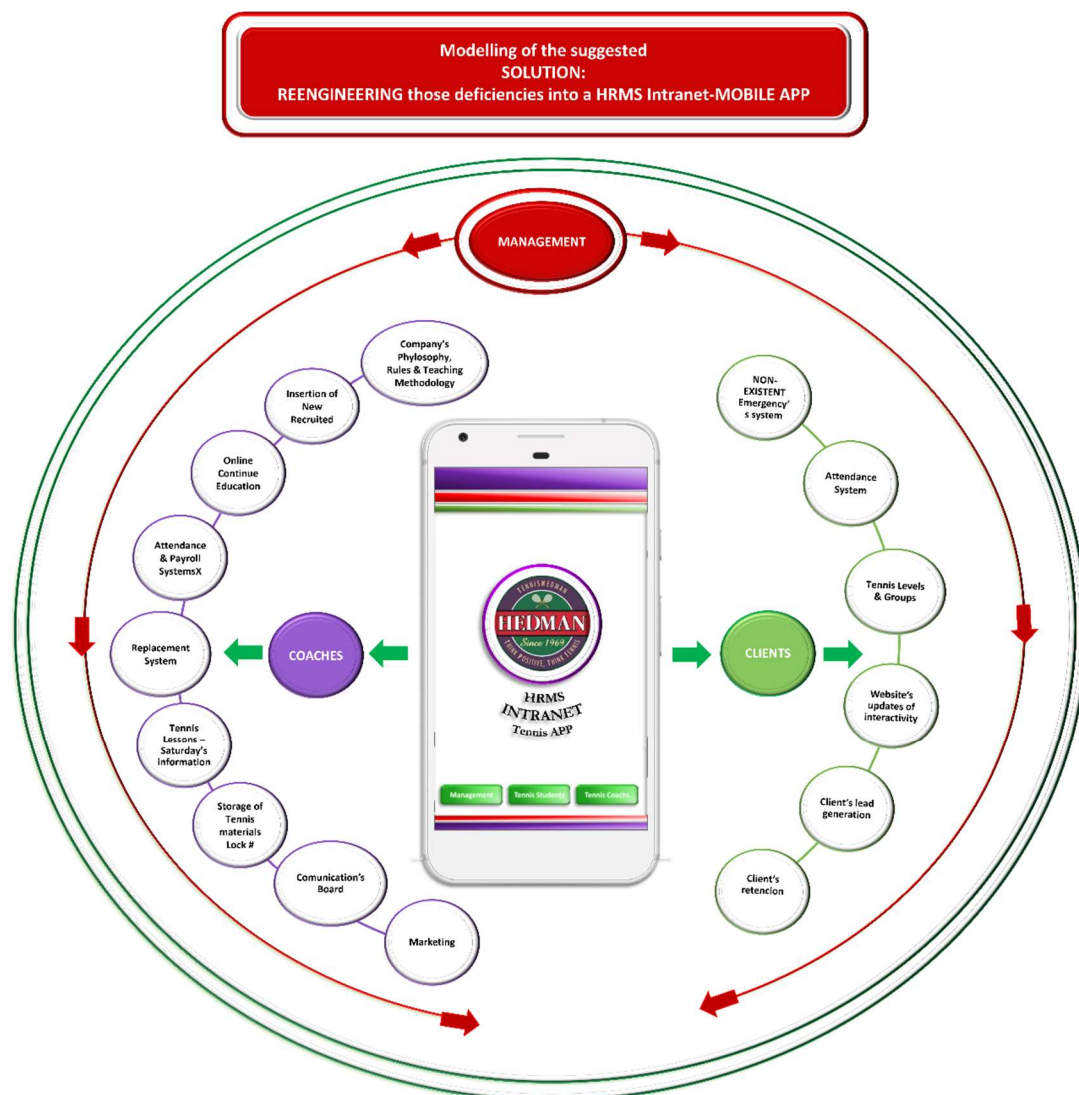 Modelling of the suggested
SOLUTION:
REENGINEERING those deficiencies into a HRMS Intranet-MOBILE APP
MANAGEMENT
Company's
Phylosophy,
Rules & Teaching
Methodology
Insertion of
New
Recruited
Online
Continue
Education
Attendance
& Payroll
SystemsX
Replacement
System
Tennis
Lessons –
Saturday's
information
Storage of
Tennis
materials
Lock #
Comunication's
Board
Marketing
COACHES
TENNISHEDMAN
HEDMAN
Since 1969
THINK POSITIVE, THINK TENNIS
HRMS
INTRANET
Tennis APP
Management
Tennis Students
Tennis Coachs
CLIENTS
NON-
EXISTENT
Emergency'
s system
Attendance
System
Tennis Levels
& Groups
Website's
updates of
interactivity
Client's lead
generation
Client's
retencion